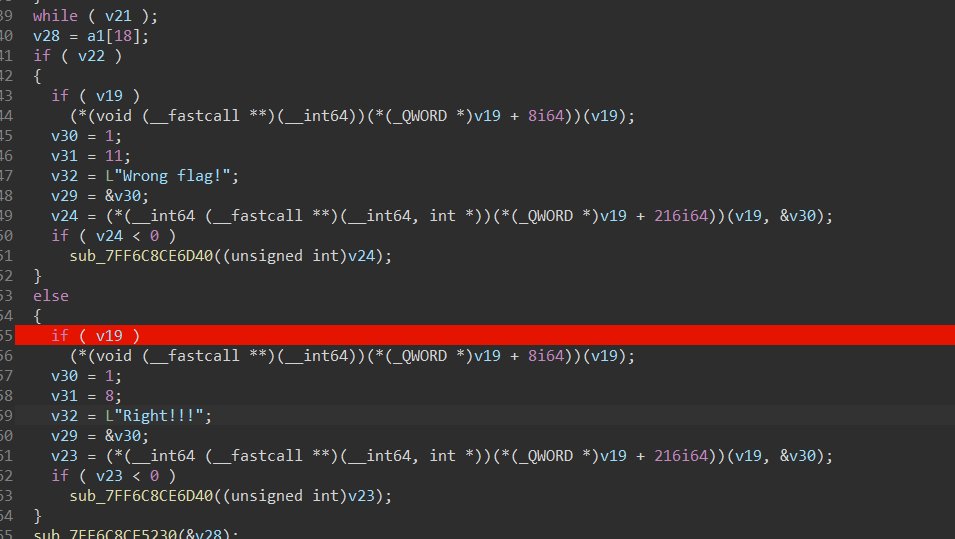 39 while ( v21 );
40 v28 = a1[18];
41 if ( v22 )
42 {
43 if ( v19 )
44 (*(void (__fastcall **)(__int64))(*(_QWORD *)v19 + 8i64))(v19);
45 v30 = 1;
46 v31 = 11;
47 v32 = L"Wrong flag!";
48 v29 = &v30;
49 v24 = (*(__int64 (__fastcall **)(__int64, int *))(*(_QWORD *)v19 + 216i64))(v19, &v30);
50 if ( v24 < 0 )
51 sub_7FF6C8CE6D40((unsigned int)v24);
52 }
53 else
54 {
55 if ( v19 )
56 (*(void (__fastcall **)(__int64))(*(_QWORD *)v19 + 8i64))(v19);
57 v30 = 1;
58 v31 = 8;
59 v32 = L"Right!!!";
60 v29 = &v30;
61 v23 = (*(__int64 (__fastcall **)(__int64, int *))(*(_QWORD *)v19 + 216i64))(v19, &v30);
62 if ( v23 < 0 )
63 sub_7FF6C8CE6D40((unsigned int)v23);
64 }
65 sub_7FF6C8CE5230(&v28);